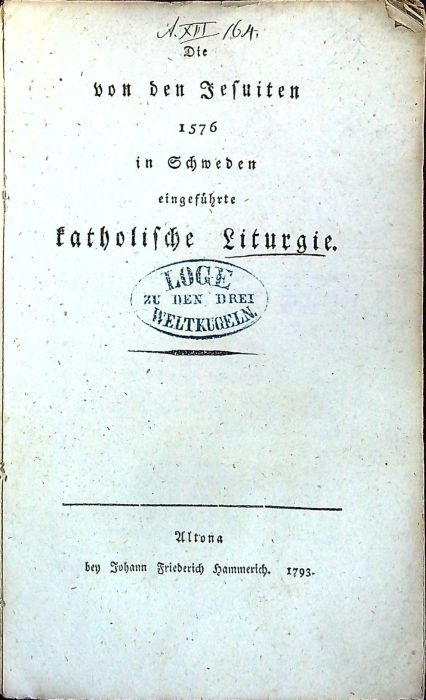 A. XIII 164.
Die
von den Jesuiten
1576
in Schweden
eingeführte
katholische Liturgie.
LOGE
ZU DEN DREI
WELTKUGELN.
Altona
bey Johann Friederich Hammerich. 1793.